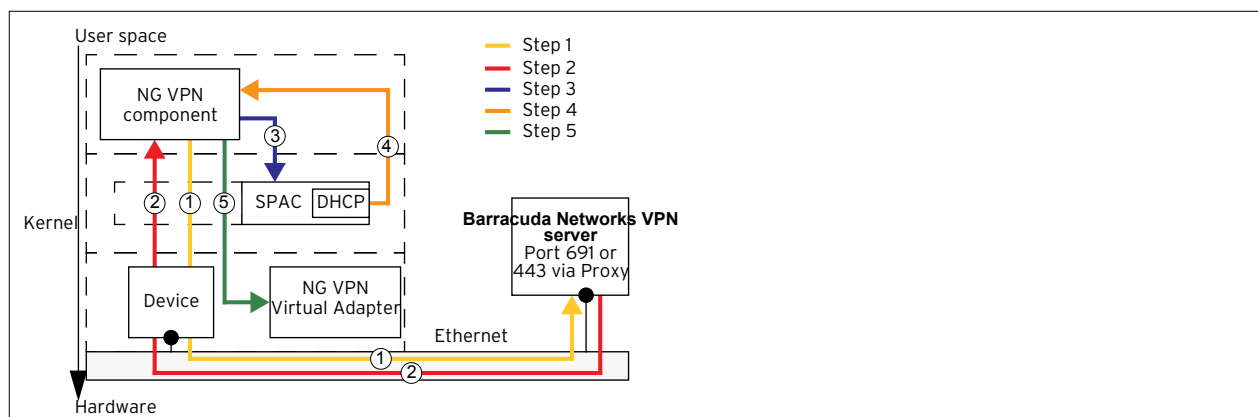 User space
NG VPN
component
Step 1
Step 2
Step 3
Step 4
Step 5
3
4
2
1
5
SPAC
DHCP
Kernel
Barracuda Networks VPN
server
Port 691 or
443 via Proxy
Device
NG VPN
Virtual Adapter
Ethernet
1
2
Hardware